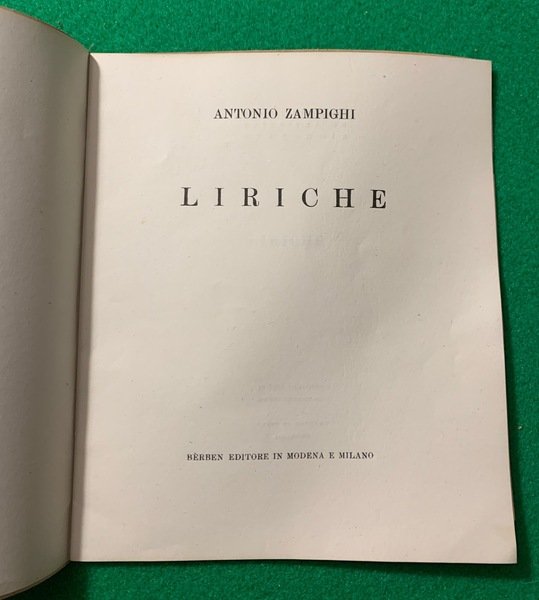 ANTONIO ZAMPIGHI
LIRICHE
BÈRBEN EDITORE IN MODENA E MILANO